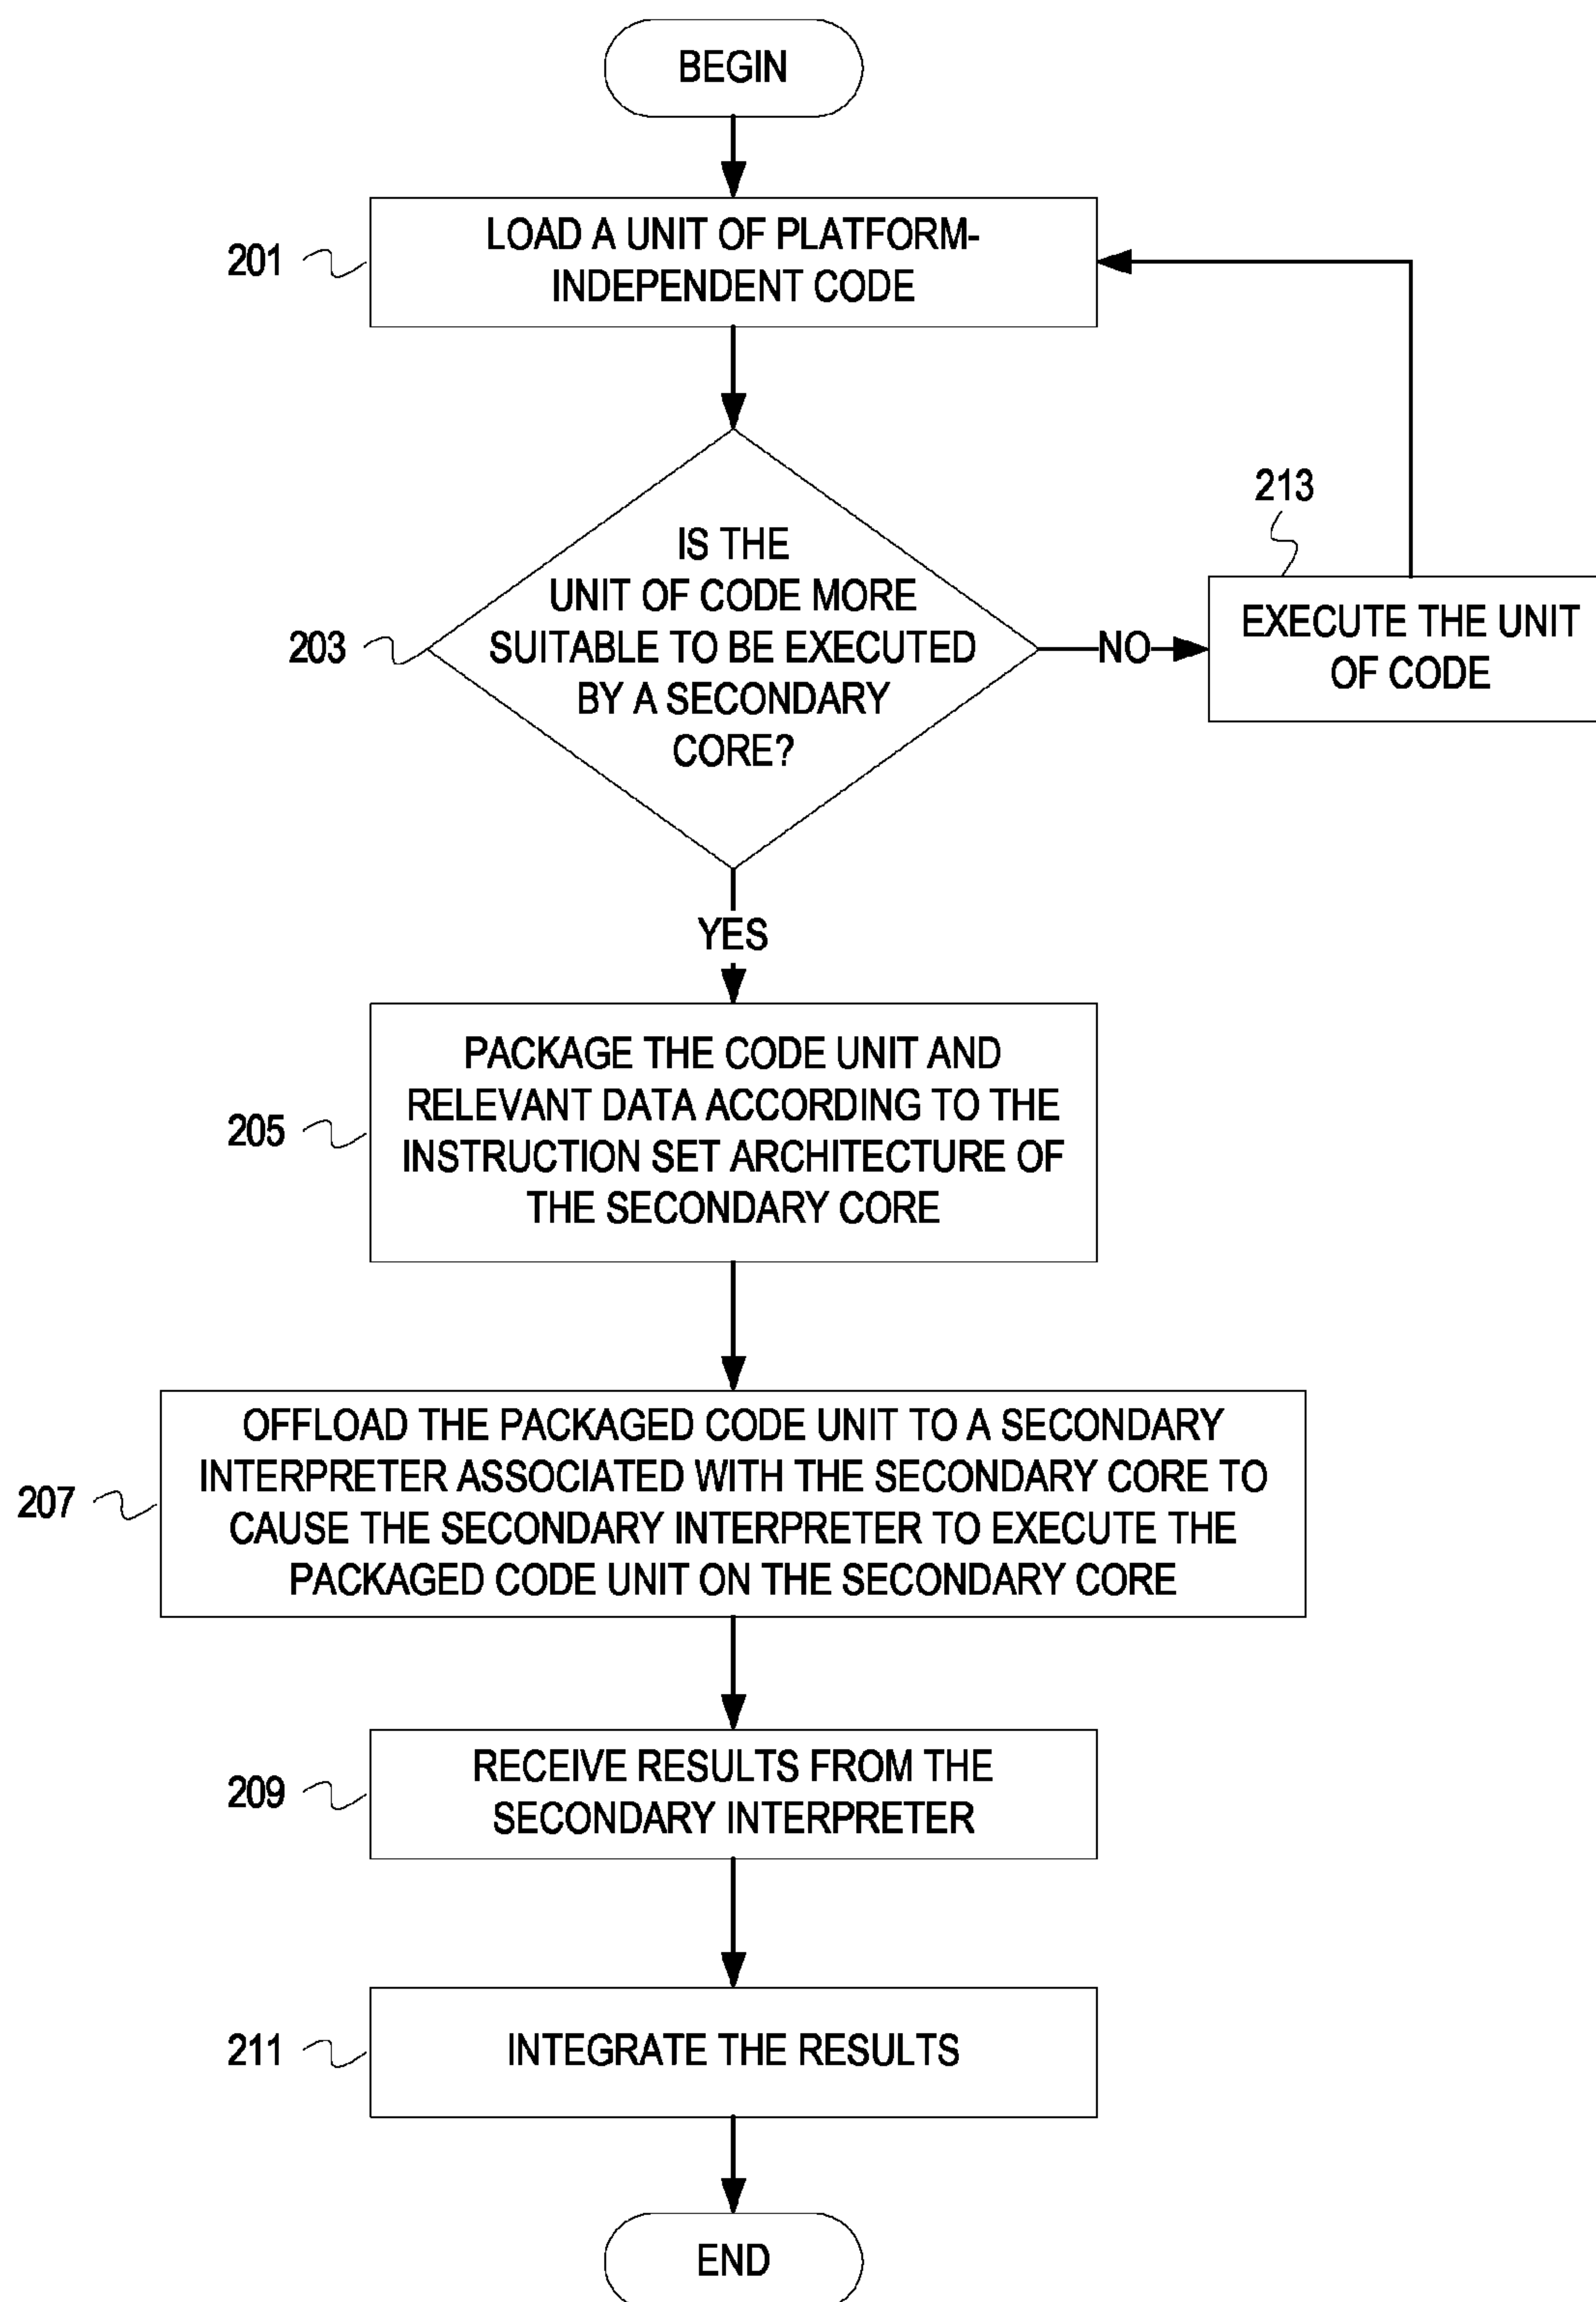 BEGIN
201
LOAD A UNIT OF PLATFORM-
INDEPENDENT CODE
213
203
IS THE
UNIT OF CODE MORE
SUITABLE TO BE EXECUTED
BY A SECONDARY
CORE?
NO
EXECUTE THE UNIT
OF CODE
YES
205
PACKAGE THE CODE UNIT AND
RELEVANT DATA ACCORDING TO THE
INSTRUCTION SET ARCHITECTURE OF
THE SECONDARY CORE
207
OFFLOAD THE PACKAGED CODE UNIT TO A SECONDARY
INTERPRETER ASSOCIATED WITH THE SECONDARY CORE TO
CAUSE THE SECONDARY INTERPRETER TO EXECUTE THE
PACKAGED CODE UNIT ON THE SECONDARY CORE
209
RECEIVE RESULTS FROM THE
SECONDARY INTERPRETER
211
INTEGRATE THE RESULTS
END